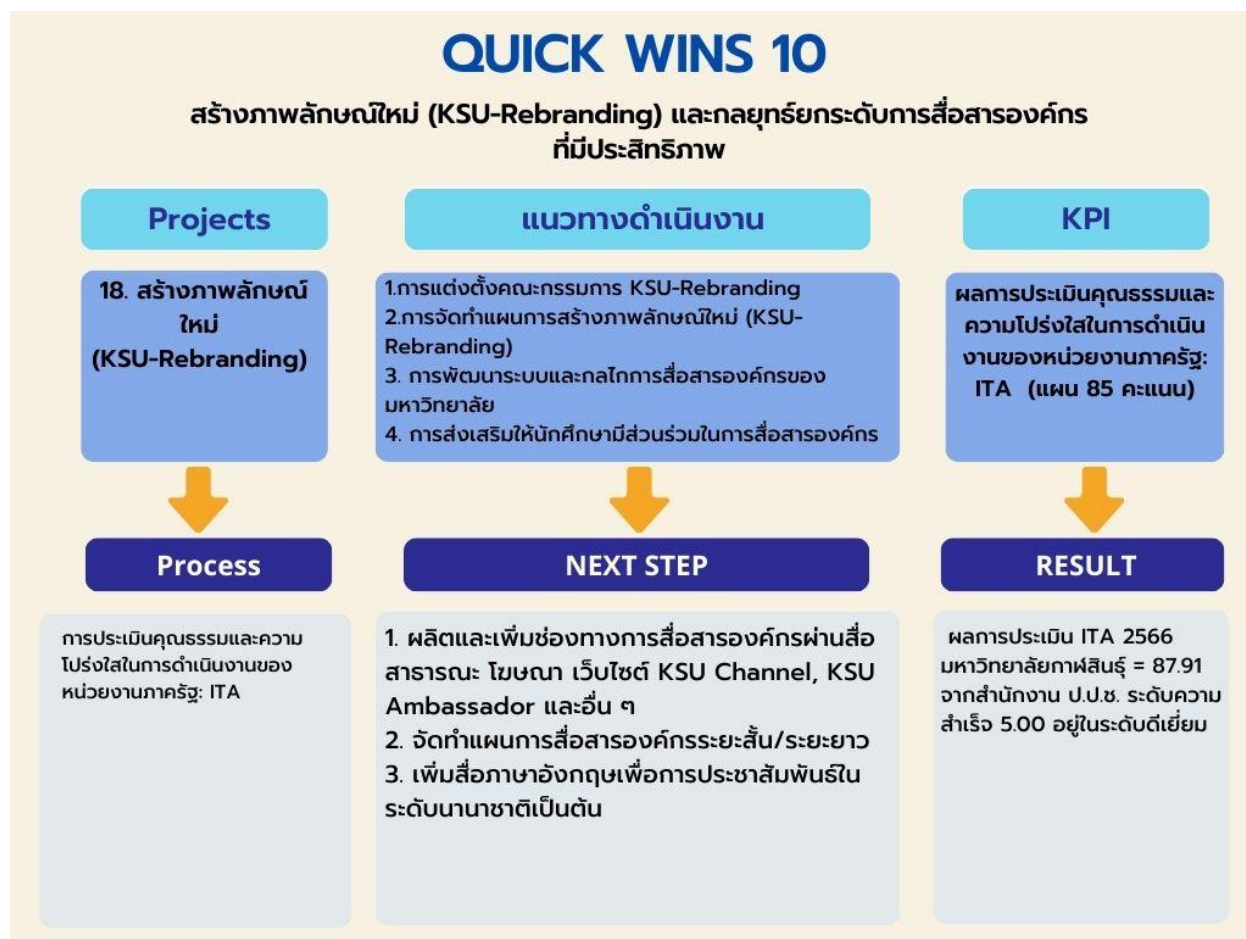 QUICK WINS 10
สร้างภาพลักษณ์ใหม่ (KSU-Rebranding) และกลยุทธ์ยกระดับการสื่อสารองค์กร
ที่มีประสิทธิภาพ
Projects
18. สร้างภาพลักษณ์
ใหม่
(KSU-Rebranding)
แนวทางดำเนินงาน
1.การแต่งตั้งคณะกรรมการ KSU-Rebranding
2.การจัดทำแผนการสร้างภาพลักษณ์ใหม่ (KSU-
Rebranding)
3. การพัฒนาระบบและกลไกการสื่อสารองค์กรของ
มหาวิทยาลัย
4. การส่งเสริมให้นักศึกษามีส่วนร่วมในการสื่อสารองค์กร
KPI
ผลการประเมินคุณธรรมและ
ความโปร่งใสในการดำเนิน
งานของหน่วยงานภาครัฐ:
ITA (แผน 85 คะแนน)
Process
การประเมินคุณธรรมและความ
โปร่งใสในการดำเนินงานของ
หน่วยงานภาครัฐ: ITA
NEXT STEP
1. ผลิตและเพิ่มช่องทางการสื่อสารองค์กรผ่านสื่อ
สาธารณะ โฆษณา เว็บไซต์ KSU Channel, KSU
Ambassador และอื่น ๆ
2. จัดทำแผนการสื่อสารองค์กรระยะสั้น/ระยะยาว
3. เพิ่มสื่อภาษาอังกฤษเพื่อการประชาสัมพันธ์ใน
ระดับนานาชาติเป็นต้น
RESULT
ผลการประเมิน ITA 2566
มหาวิทยาลัยกาฬสินธุ์ = 87.91
จากสำนักงาน ป.ป.ช. ระดับความ
สำเร็จ 5.00 อยู่ในระดับดีเยี่ยม